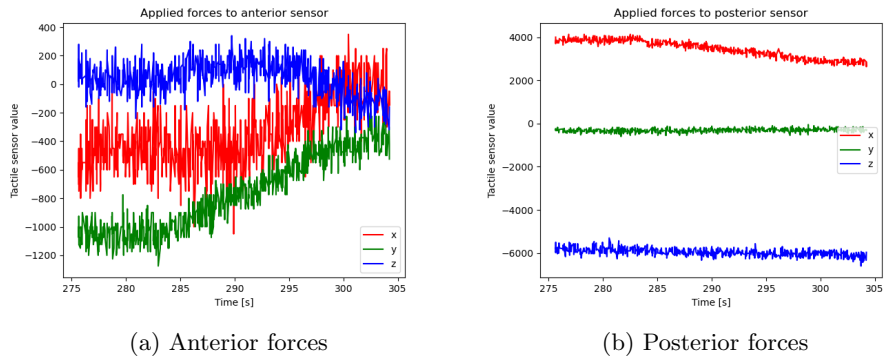 Applied forces to anterior sensor
Tactile sensor value
400
200
0
−200
−400
−600
−800
−1000
−1200
x
y
z
275
280
285
290
295
300
305
Time [s]
(a) Anterior forces
Applied forces to posterior sensor
Tactile sensor value
4000
2000
0
−2000
−4000
−6000
x
y
z
275
280
285
290
295
300
305
Time [s]
(b) Posterior forces